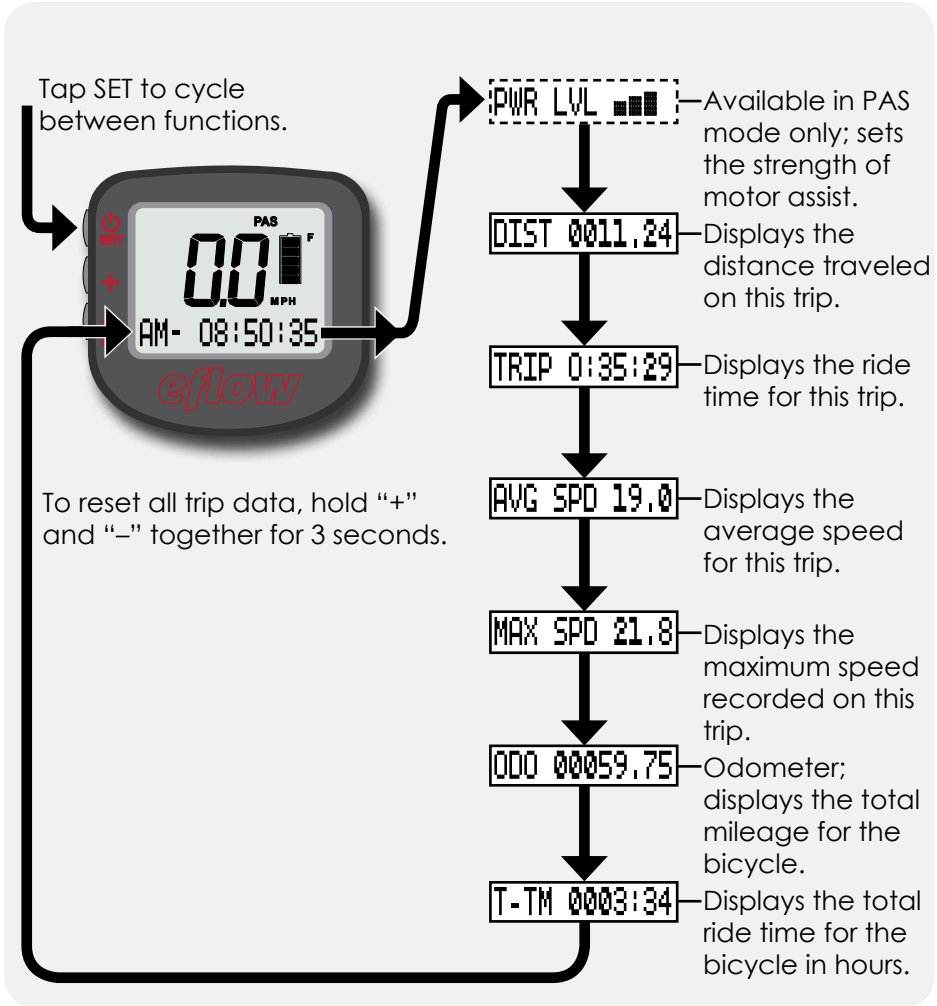 Tap SET to cycle
between functions.
SET
+
PAS
F
0.0
MPH
AM- 08:50:35
eflow
To reset all trip data, hold “+”
and “–” together for 3 seconds.
PWR LVL
Available in PAS
mode only; sets
the strength of
motor assist.
DIST 0011.24
Displays the
distance traveled
on this trip.
TRIP 0:35:29
Displays the ride
time for this trip.
AVG SPD 19.0
Displays the
average speed
for this trip.
MAX SPD 21.8
Displays the
maximum speed
recorded on this
trip.
ODO 00059.75
Odometer;
displays the total
mileage for the
bicycle.
T-TM 0003:34
Displays the total
ride time for the
bicycle in hours.